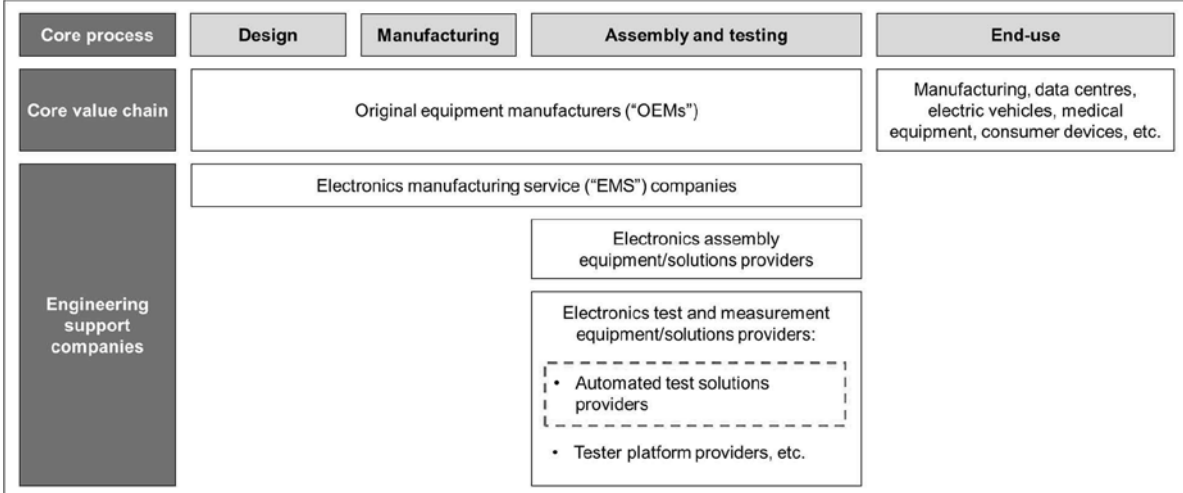 Core process
Design
Manufacturing
Assembly and testing
End-use
Core value chain
Original equipment manufacturers (“OEMs”)
Manufacturing, data centres,
electric vehicles, medical
equipment, consumer devices, etc.
Engineering
support
companies
Electronics manufacturing service (“EMS”) companies
Electronics assembly
equipment/solutions providers
Electronics test and measurement
equipment/solutions providers:
• Automated test solutions
providers
• Tester platform providers, etc.